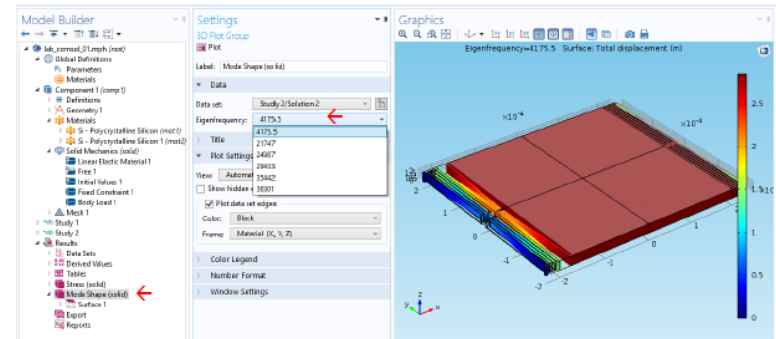 Model Builder
lab_comsol_01.mph (root)
Global Definitions
Parameters
Materials
Component 1 (comp1)
Definitions
Geometry 1
Materials
Si - Polycrystalline Silicon (mat1)
Si - Polycrystalline Silicon 1 (mat2)
Solid Mechanics (solid)
Linear Elastic Material 1
Free 1
Initial Values 1
Fixed Constraint 1
Body Load 1
Mesh 1
Study 1
Study 2
Results
Data Sets
Derived Values
Tables
Stress (solid)
Mode Shape (solid)
Surface 1
Export
Reports
Settings
3D Plot Group
Plot
Label: Mode Shape (solid)
Data
Data set: Study 2/Solution 2
Eigenfrequency: 4175.5
4175.5
21747
24987
29433
35442
36301
Title
Plot Settings
View: Automat
Show hidden
Plot data set edges
Color: Black
Frame: Material (X, Y, Z)
Color Legend
Number Format
Window Settings
Graphics
Eigenfrequency=4175.5 Surface: Total displacement (m)
×10⁻⁴
×10⁻⁴
2
1
0
-1
-2
-2
-1
0
1
2.5
2
1.5
1
0.5
0
z
y
x